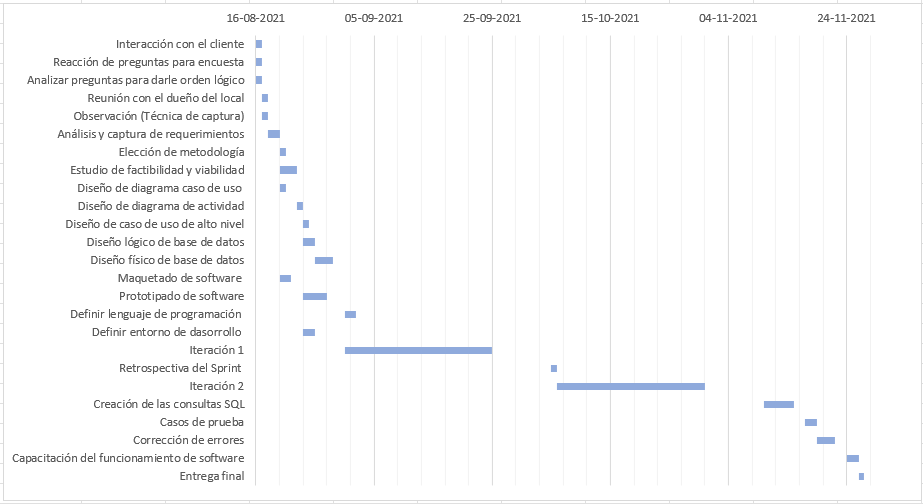 16-08-2021 05-09-2021 25-09-2021 15-10-2021 04-11-2021 24-11-2021
Interacción con el cliente
Reacción de preguntas para encuesta
Analizar preguntas para darle orden lógico
Reunión con el dueño del local
Observación (Técnica de captura)
Análisis y captura de requerimientos
Elección de metodología
Estudio de factibilidad y viabilidad
Diseño de diagrama caso de uso
Diseño de diagrama de actividad
Diseño de caso de uso de alto nivel
Diseño lógico de base de datos
Diseño físico de base de datos
Maquetado de software
Prototipado de software
Definir lenguaje de programación
Definir entorno de dasorrollo
Iteración 1
Retrospectiva del Sprint
Iteración 2
Creación de las consultas SQL
Casos de prueba
Corrección de errores
Capacitación del funcionamiento de software
Entrega final